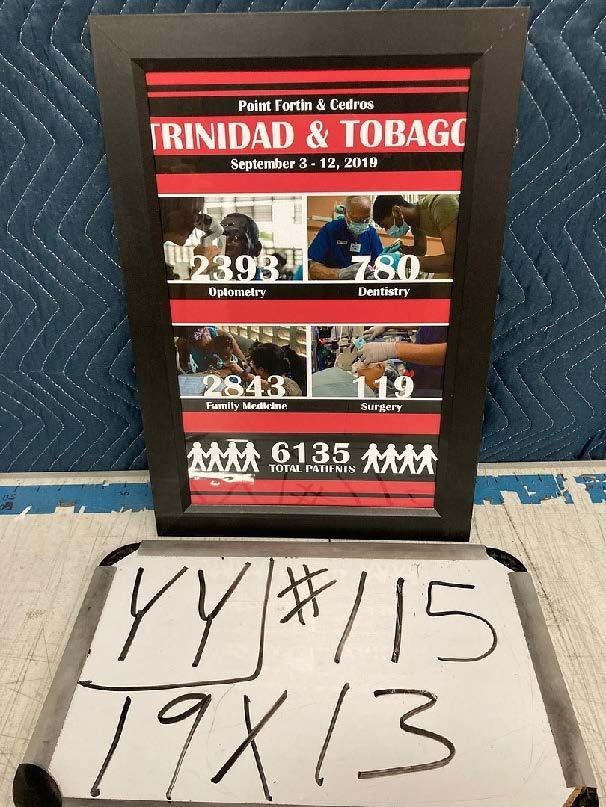 Point Fortin & Cedros
TRINIDAD & TOBAGO
September 3 - 12, 2019
2393 780
Optometry Dentistry
2843 119
Family Medicine Surgery
6135
TOTAL PATIENTS
YY #115
19X13